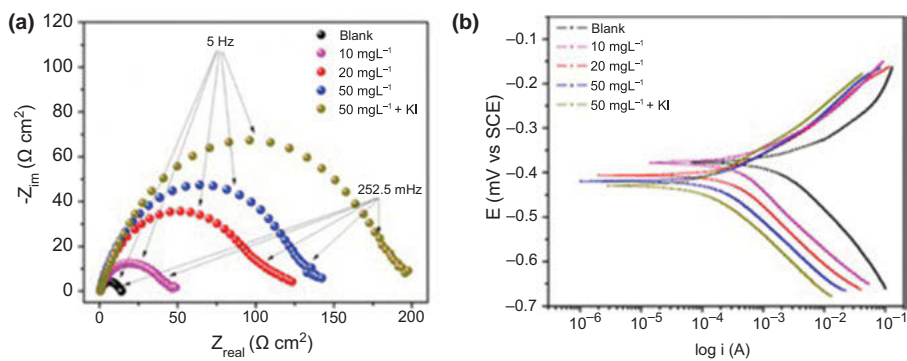 (a)
120
100
80
60
40
20
0
-Z_im (Ω cm²)
0
50
100
150
200
Z_real (Ω cm²)
5 Hz
252.5 mHz
Blank
10 mgL⁻¹
20 mgL⁻¹
50 mgL⁻¹
50 mgL⁻¹ + KI
(b)
−0.1
−0.2
−0.3
−0.4
−0.5
−0.6
−0.7
E (mV vs SCE)
10⁻⁶
10⁻⁵
10⁻⁴
10⁻³
10⁻²
10⁻¹
log i (A)
Blank
10 mgL⁻¹
20 mgL⁻¹
50 mgL⁻¹
50 mgL⁻¹ + KI